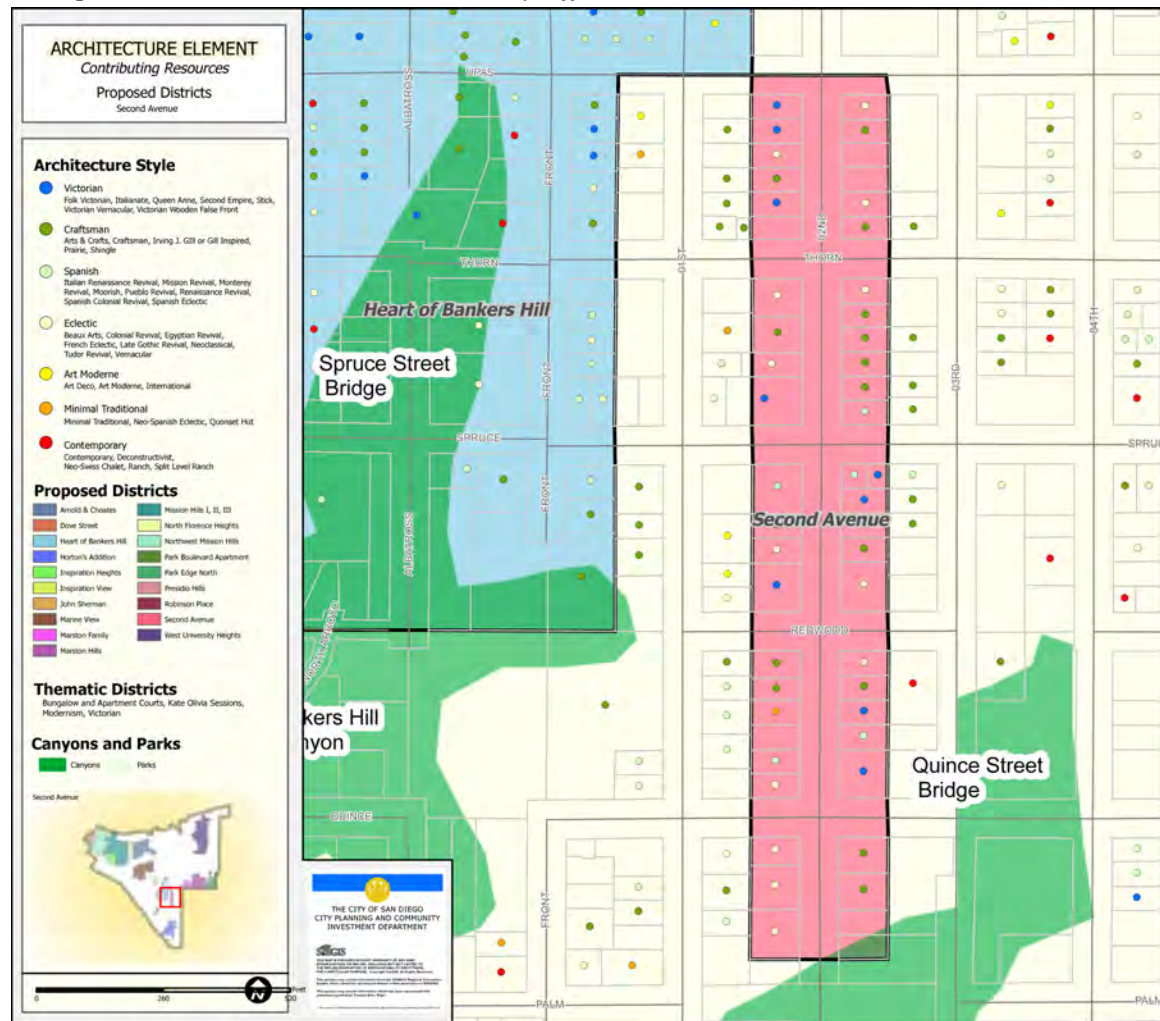 ARCHITECTURE ELEMENT
Contributing Resources
Proposed Districts
Second Avenue
Architecture Style
Victorian
Folk Victorian, Italianate, Queen Anne, Second Empire, Stick,
Victorian Vernacular, Victorian Wooden False Front
Craftsman
Arts & Crafts, Craftsman, Irving J. Gill or Gill Inspired,
Prairie, Shingle
Spanish
Italian Renaissance Revival, Mission Revival, Monterey
Revival, Moorish, Pueblo Revival, Renaissance Revival,
Spanish Colonial Revival, Spanish Eclectic
Eclectic
Beaux Arts, Colonial Revival, Egyptian Revival,
French Eclectic, Late Gothic Revival, Neoclassical,
Tudor Revival, Vernacular
Art Moderne
Art Deco, Art Moderne, International
Minimal Traditional
Minimal Traditional, Neo-Spanish Eclectic, Quonset Hut
Contemporary
Contemporary, Deconstructivist,
Neo-Swiss Chalet, Ranch, Split Level Ranch
Proposed Districts
Arnold & Choates
Mission Hills I, II, III
Dove Street
North Florence Heights
Heart of Bankers Hill
Northwest Mission Hills
Horton's Addition
Park Boulevard Apartment
Inspiration Heights
Park Edge North
Inspiration View
Presidio Hills
John Sherman
Robinson Place
Marine View
Second Avenue
Marston Family
West University Heights
Marston Hills
Thematic Districts
Bungalow and Apartment Courts, Kate Olivia Sessions,
Modernism, Victorian
Canyons and Parks
Canyons
Parks
Second Avenue
0
260
520
Feet
N
UPAS
ALBATROSS
FRONT
01ST
02ND
THORN
THORN
Heart of Bankers Hill
Spruce Street
Bridge
FRONT
03RD
04TH
SPRUCE
SPRUC
ALBATROSS
FRONT
Second Avenue
REDWOOD
kers Hill
nyon
Quince Street
Bridge
QUINCE
FRONT
PALM
PALM
THE CITY OF SAN DIEGO
CITY PLANNING AND COMMUNITY
INVESTMENT DEPARTMENT
SanGIS